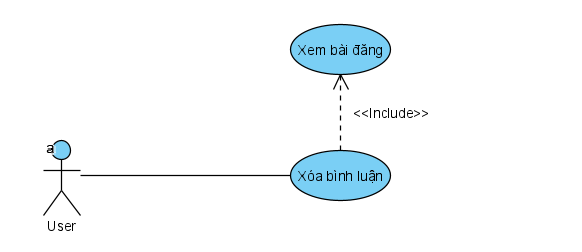 Xem bài đăng
<<Include>>
a
Xóa bình luận
User